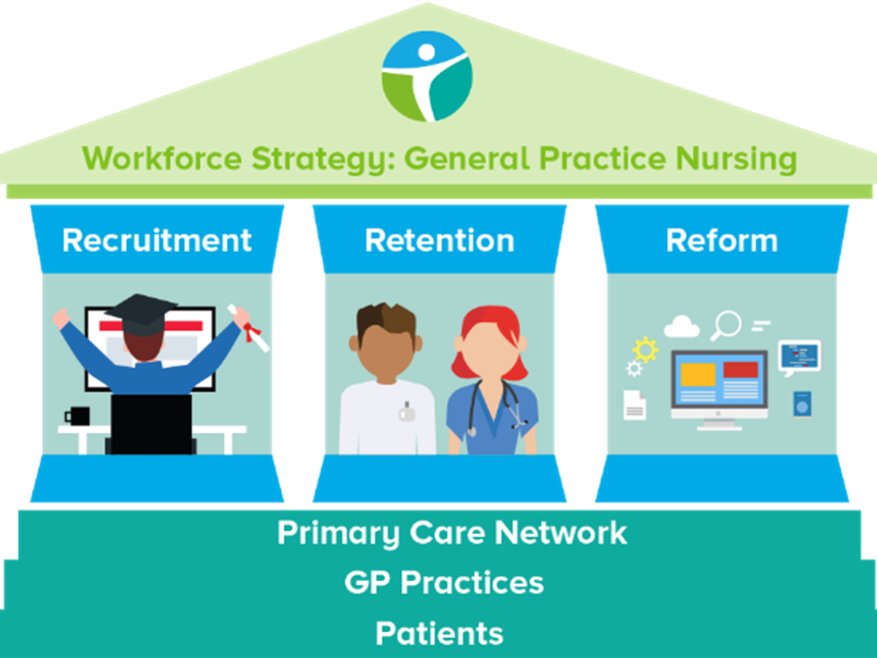 Workforce Strategy: General Practice Nursing
Recruitment
Retention
Reform
Primary Care Network
GP Practices
Patients